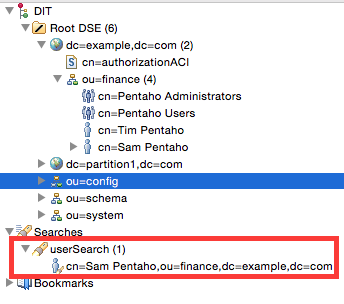 DIT
Root DSE (6)
dc=example,dc=com (2)
cn=authorizationACI
ou=finance (4)
cn=Pentaho Administrators
cn=Pentaho Users
cn=Tim Pentaho
cn=Sam Pentaho
dc=partition1,dc=com
ou=config
ou=schema
ou=system
Searches
userSearch (1)
cn=Sam Pentaho,ou=finance,dc=example,dc=com
Bookmarks